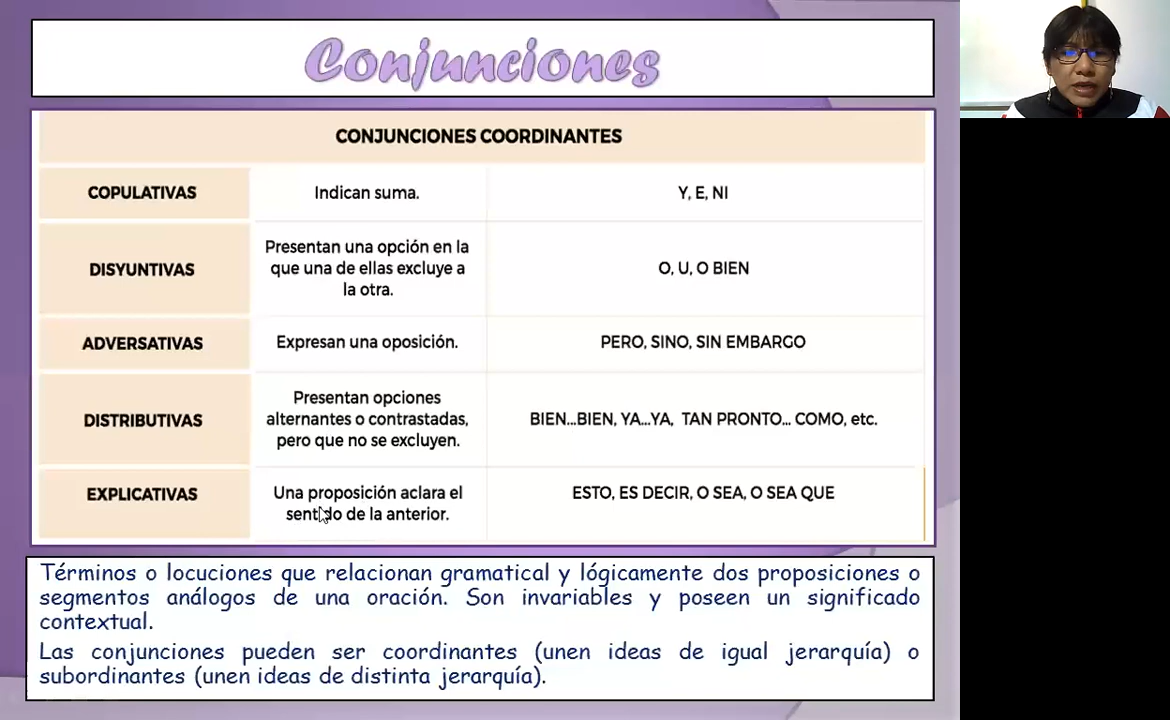 Conjunciones
CONJUNCIONES COORDINANTES
COPULATIVAS
Indican suma.
Y, E, NI
DISYUNTIVAS
Presentan una opción en la
que una de ellas excluye a
la otra.
O, U, O BIEN
ADVERSATIVAS
Expresan una oposición.
PERO, SINO, SIN EMBARGO
DISTRIBUTIVAS
Presentan opciones
alternantes o contrastadas,
pero que no se excluyen.
BIEN...BIEN, YA...YA, TAN PRONTO... COMO, etc.
EXPLICATIVAS
Una proposición aclara el
sentido de la anterior.
ESTO, ES DECIR, O SEA, O SEA QUE
Términos o locuciones que relacionan gramatical y lógicamente dos proposiciones o
segmentos análogos de una oración. Son invariables y poseen un significado
contextual.
Las conjunciones pueden ser coordinantes (unen ideas de igual jerarquía) o
subordinantes (unen ideas de distinta jerarquía).